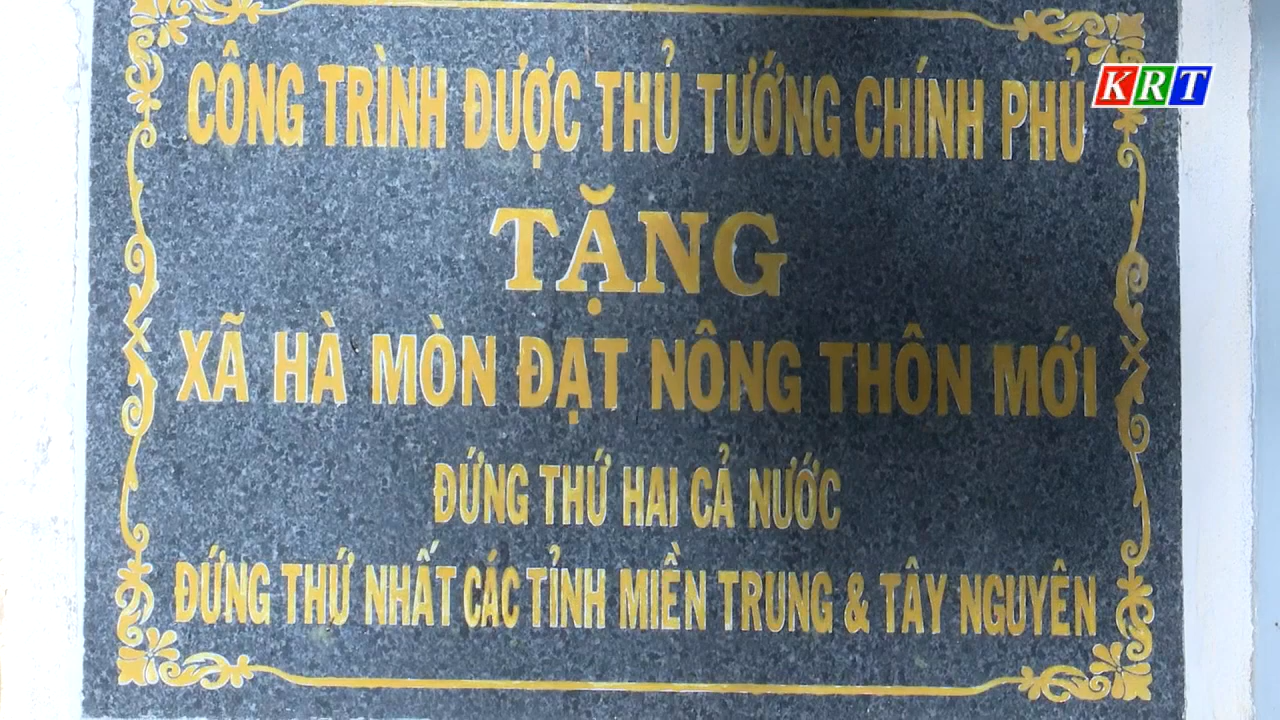 KRT
CÔNG TRÌNH ĐƯỢC THỦ TƯỚNG CHÍNH PHỦ
TẶNG
XÃ HÀ MÒN ĐẠT NÔNG THÔN MỚI
ĐỨNG THỨ HAI CẢ NƯỚC
ĐỨNG THỨ NHẤT CÁC TỈNH MIỀN TRUNG & TÂY NGUYÊN